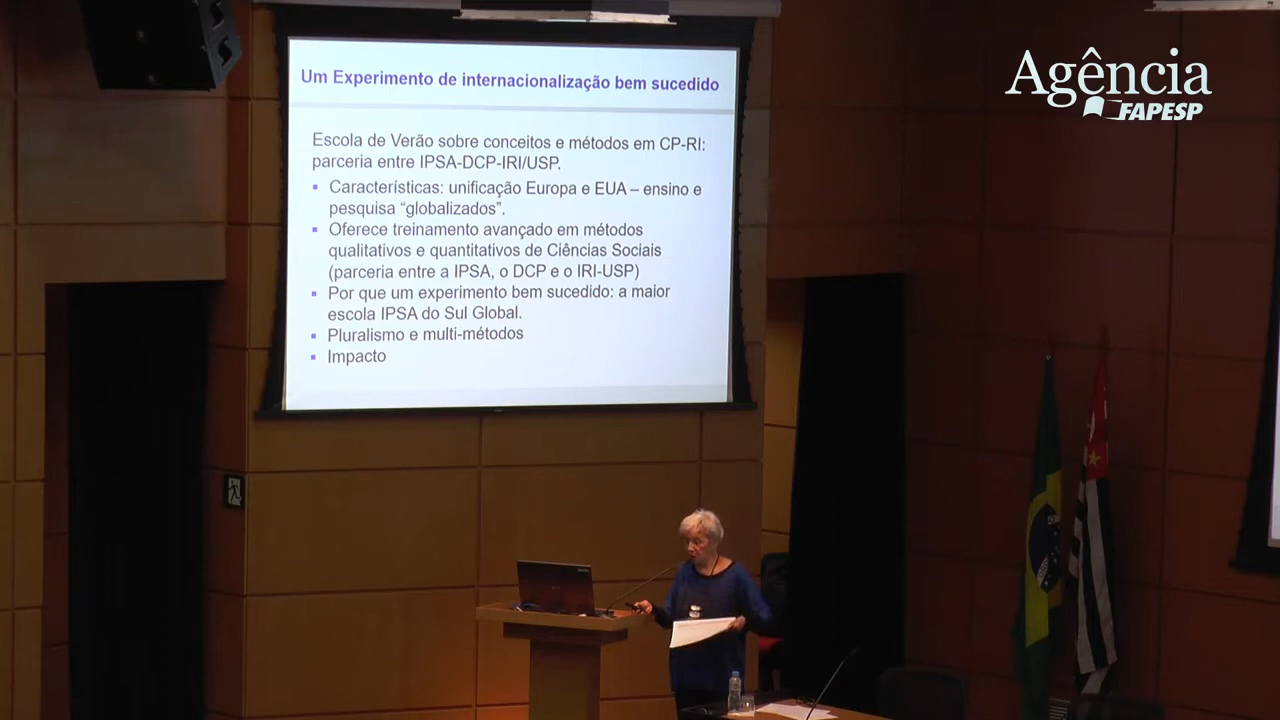 Um Experimento de internacionalização bem sucedido
Escola de Verão sobre conceitos e métodos em CP-RI:
parceria entre IPSA-DCP-IRI/USP.
▪ Características: unificação Europa e EUA – ensino e
pesquisa “globalizados”.
▪ Oferece treinamento avançado em métodos
qualitativos e quantitativos de Ciências Sociais
(parceria entre a IPSA, o DCP e o IRI-USP)
▪ Por que um experimento bem sucedido: a maior
escola IPSA do Sul Global.
▪ Pluralismo e multi-métodos
▪ Impacto
Agência
FAPESP